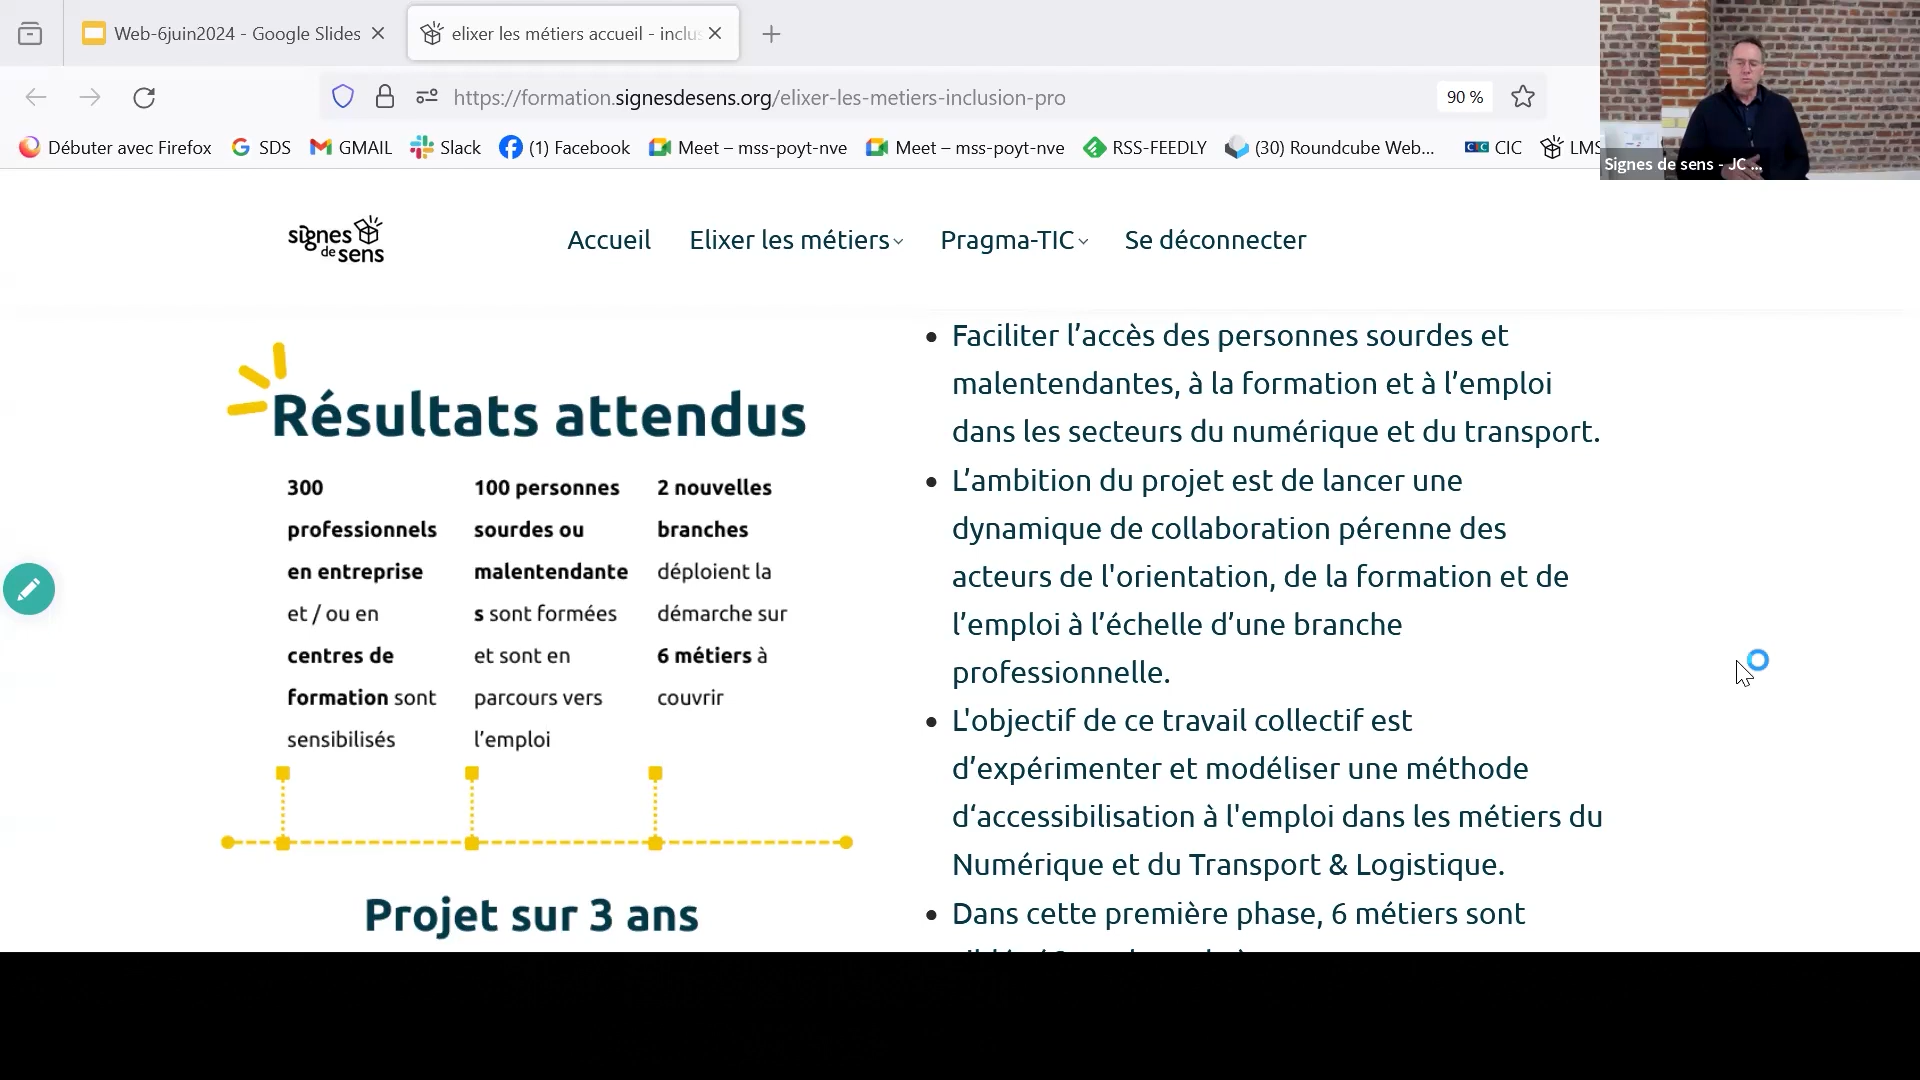 Web-6juin2024 - Google Slides
elixer les métiers accueil - inclus
https://formation.signesdesens.org/elixer-les-metiers-inclusion-pro
90 %
Débuter avec Firefox
SDS
GMAIL
Slack
(1) Facebook
Meet – mss-poyt-nve
Meet – mss-poyt-nve
RSS-FEEDLY
(30) Roundcube Web...
CIC
LMS
Signes de sens - JC ...
signes
de
sens
Accueil
Elixer les métiers
Pragma-TIC
Se déconnecter
Résultats attendus
300
professionnels
en entreprise
et / ou en
centres de
formation sont
sensibilisés
100 personnes
sourdes ou
malentendante
s sont formées
et sont en
parcours vers
l’emploi
2 nouvelles
branches
déploient la
démarche sur
6 métiers à
couvrir
Projet sur 3 ans
Faciliter l’accès des personnes sourdes et
malentendantes, à la formation et à l’emploi
dans les secteurs du numérique et du transport.
L’ambition du projet est de lancer une
dynamique de collaboration pérenne des
acteurs de l'orientation, de la formation et de
l’emploi à l’échelle d’une branche
professionnelle.
L'objectif de ce travail collectif est
d’expérimenter et modéliser une méthode
d‘accessibilisation à l'emploi dans les métiers du
Numérique et du Transport & Logistique.
Dans cette première phase, 6 métiers sont